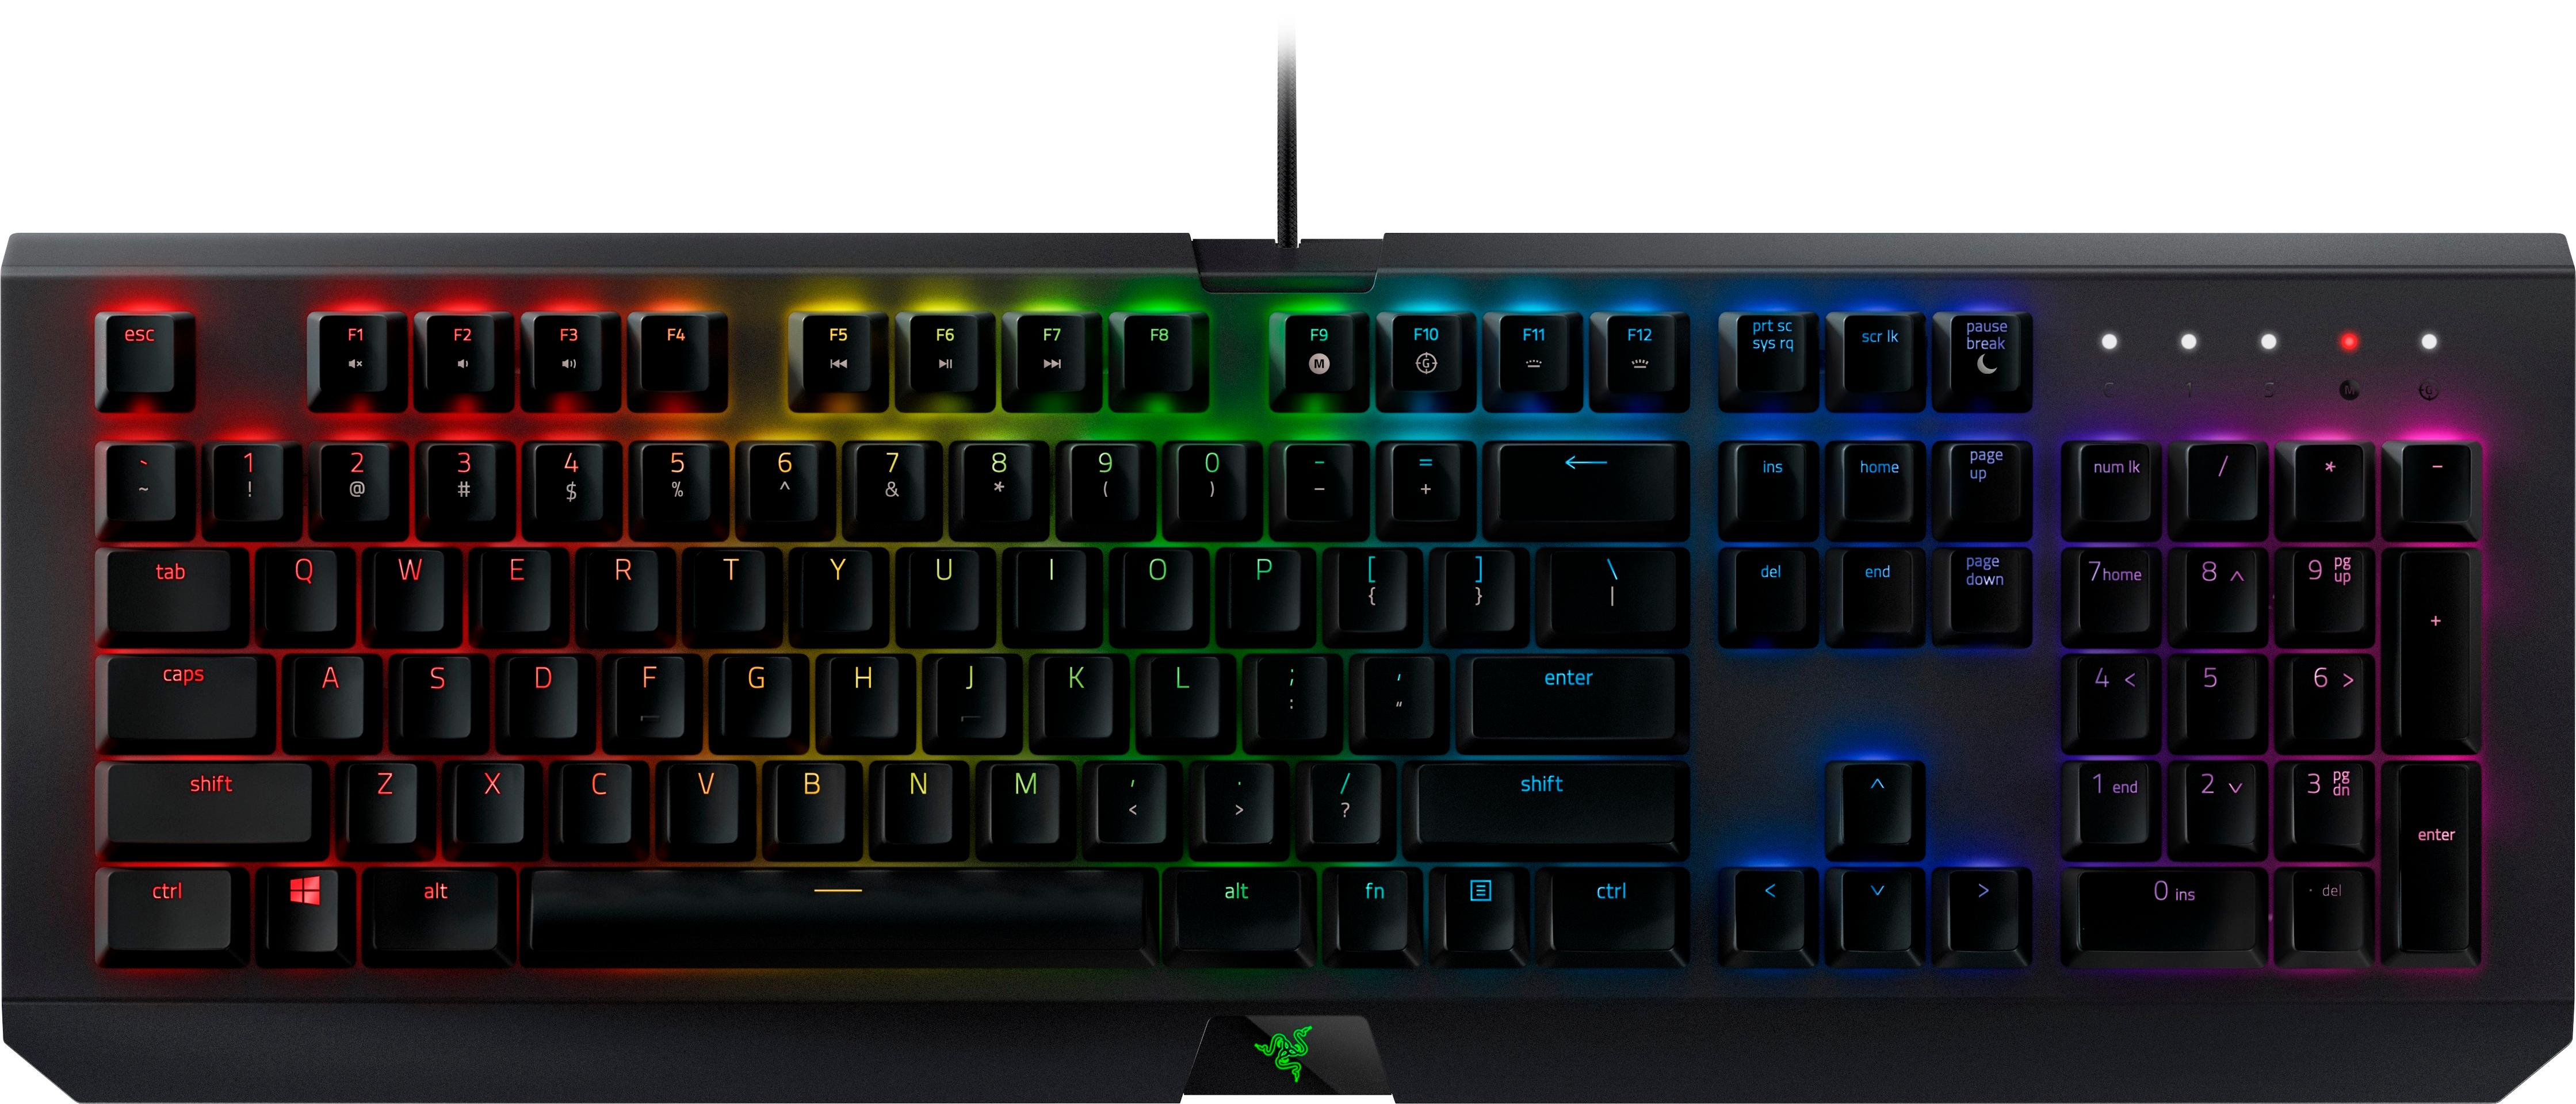 esc F1 F2 F3 F4 F5 F6 F7 F8 F9 F10 F11 F12 prt sc scr lk pause
sys rq break
M G
` 1 2 3 4 5 6 7 8 9 0 - = ← ins home page num lk / * -
~ ! @ # $ % ^ & * ( ) _ + up
tab Q W E R T Y U I O P [ ] \ del end page 7 home 8 ^ 9 pg +
{ } | down up
caps A S D F G H J K L ; ' enter 4 < 5 6 >
: "
shift Z X C V B N M , . / shift ^ 1 end 2 v 3 pg enter
< > ? dn
ctrl alt alt fn ctrl < v > 0 ins . del